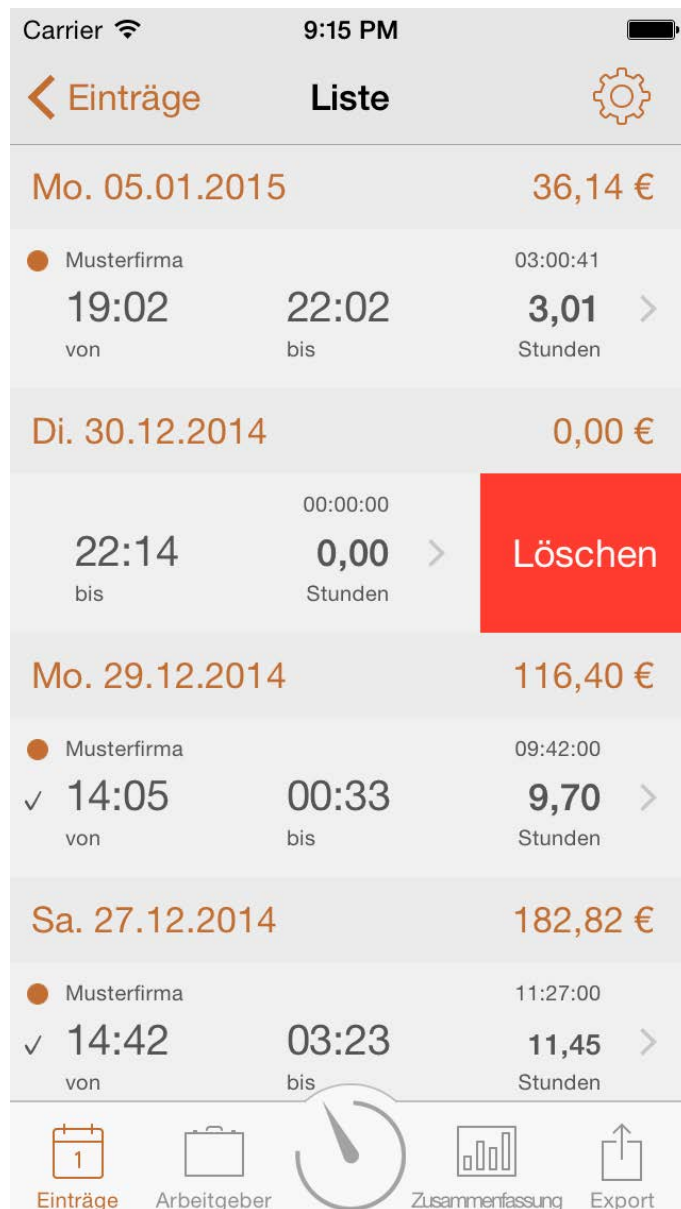 Carrier 9:15 PM
Einträge Liste
Mo. 05.01.2015 36,14 €
Musterfirma 03:00:41
19:02 22:02 3,01
von bis Stunden
Di. 30.12.2014 0,00 €
00:00:00
22:14 0,00 Löschen
bis Stunden
Mo. 29.12.2014 116,40 €
Musterfirma 09:42:00
14:05 00:33 9,70
von bis Stunden
Sa. 27.12.2014 182,82 €
Musterfirma 11:27:00
14:42 03:23 11,45
von bis Stunden
1
Einträge Arbeitgeber Zusammenfassung Export